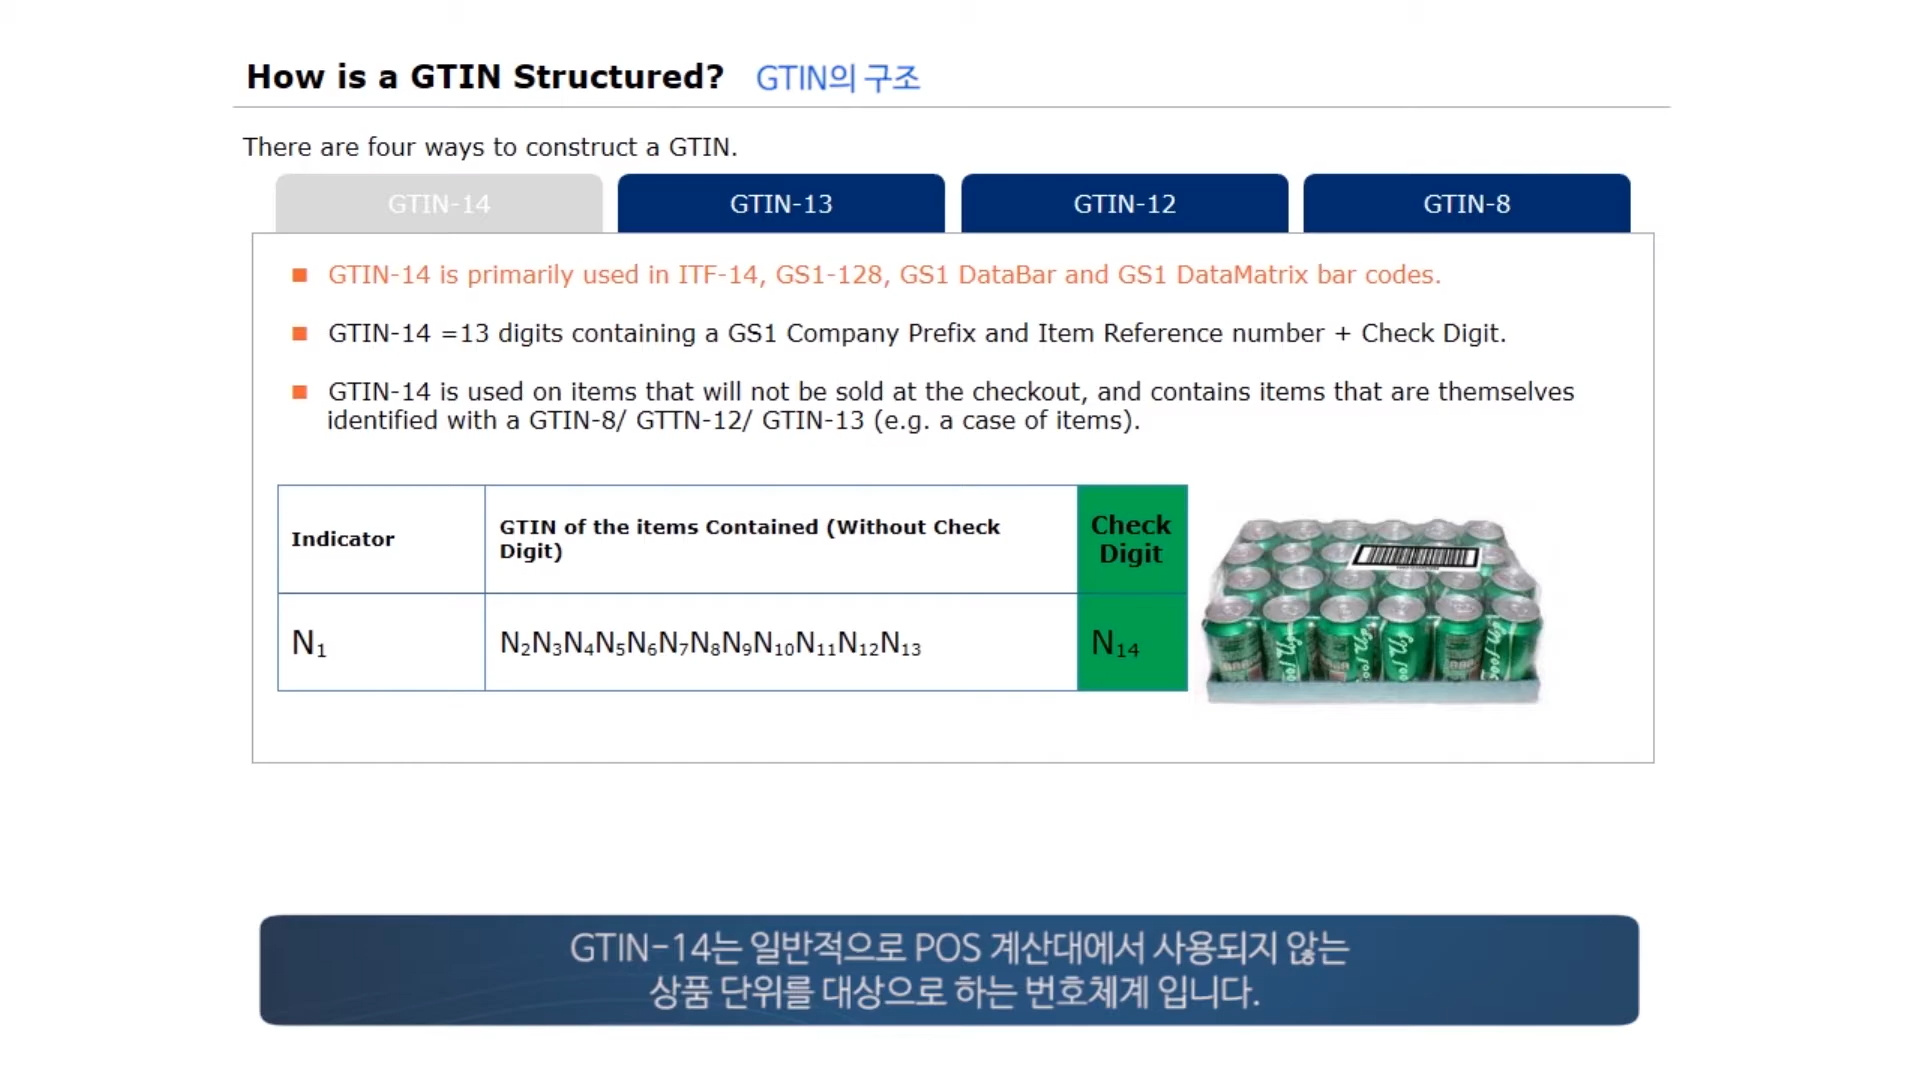 How is a GTIN Structured? GTIN의 구조
There are four ways to construct a GTIN.
GTIN-14 GTIN-13 GTIN-12 GTIN-8
GTIN-14 is primarily used in ITF-14, GS1-128, GS1 DataBar and GS1 DataMatrix bar codes.
GTIN-14 =13 digits containing a GS1 Company Prefix and Item Reference number + Check Digit.
GTIN-14 is used on items that will not be sold at the checkout, and contains items that are themselves
identified with a GTIN-8/ GTTN-12/ GTIN-13 (e.g. a case of items).
Indicator
GTIN of the items Contained (Without Check
Digit)
Check
Digit
N₁
N₂N₃N₄N₅N₆N₇N₈N₉N₁₀N₁₁N₁₂N₁₃
N₁₄
GTIN-14는 일반적으로 POS 계산대에서 사용되지 않는
상품 단위를 대상으로 하는 번호체계 입니다.